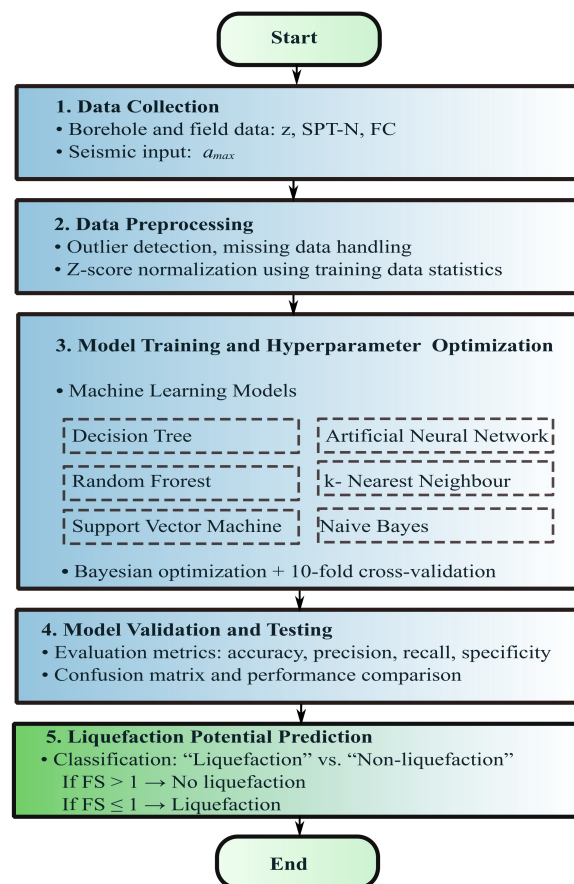 Start
1. Data Collection
• Borehole and field data: z, SPT-N, FC
• Seismic input: a_max
2. Data Preprocessing
• Outlier detection, missing data handling
• Z-score normalization using training data statistics
3. Model Training and Hyperparameter Optimization
• Machine Learning Models
Decision Tree
Artificial Neural Network
Random Frorest
k- Nearest Neighbour
Support Vector Machine
Naive Bayes
• Bayesian optimization + 10-fold cross-validation
4. Model Validation and Testing
• Evaluation metrics: accuracy, precision, recall, specificity
• Confusion matrix and performance comparison
5. Liquefaction Potential Prediction
• Classification: “Liquefaction” vs. “Non-liquefaction”
If FS > 1 → No liquefaction
If FS ≤ 1 → Liquefaction
End